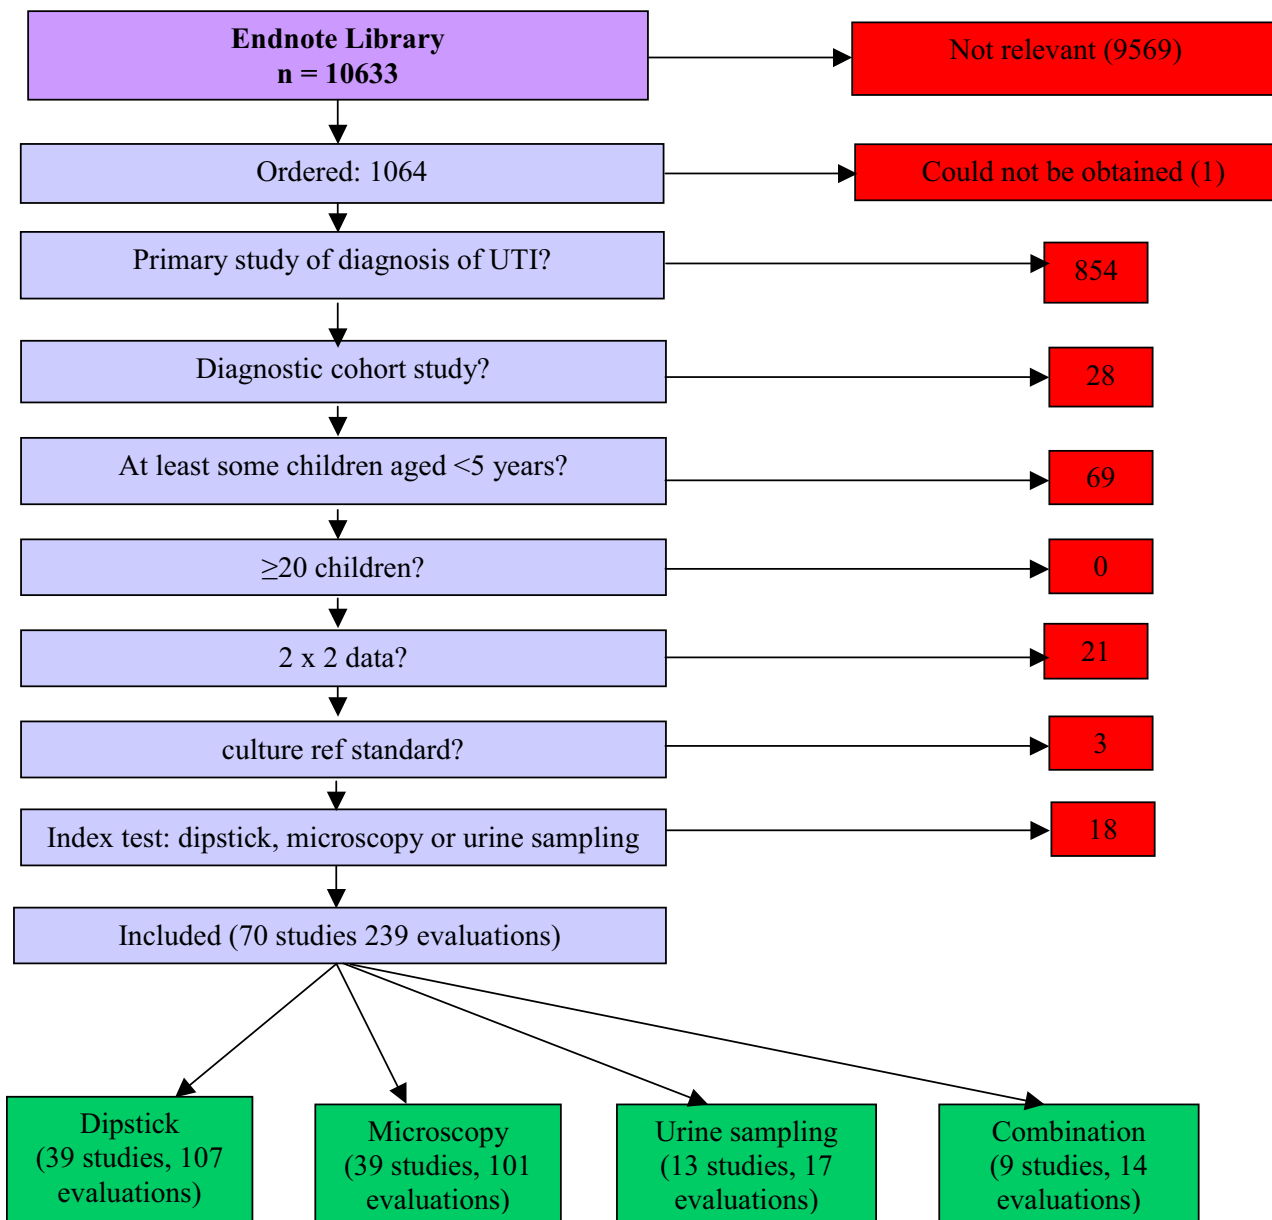 Endnote Library
n = 10633
Not relevant (9569)
Ordered: 1064
Could not be obtained (1)
Primary study of diagnosis of UTI?
854
Diagnostic cohort study?
28
At least some children aged <5 years?
69
≥20 children?
0
2 x 2 data?
21
culture ref standard?
3
Index test: dipstick, microscopy or urine sampling
18
Included (70 studies 239 evaluations)
Dipstick
(39 studies, 107
evaluations)
Microscopy
(39 studies, 101
evaluations)
Urine sampling
(13 studies, 17
evaluations)
Combination
(9 studies, 14
evaluations)